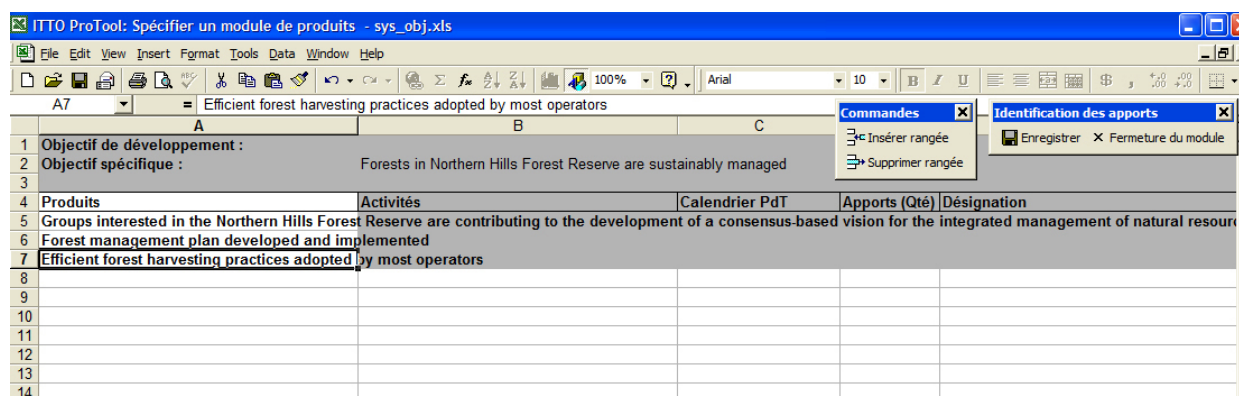 ITTO ProTool: Spécifier un module de produits - sys_obj.xls
File Edit View Insert Format Tools Data Window Help
100% Arial 10 B I U $ ,
A7 = Efficient forest harvesting practices adopted by most operators
Commandes
Insérer rangée
Supprimer rangée
Identification des apports
Enregistrer Fermeture du module
A B C
1 Objectif de développement :
2 Objectif spécifique : Forests in Northern Hills Forest Reserve are sustainably managed
3
4 Produits Activités Calendrier PdT Apports (Qté) Désignation
5 Groups interested in the Northern Hills Forest Reserve are contributing to the development of a consensus-based vision for the integrated management of natural resour
6 Forest management plan developed and implemented
7 Efficient forest harvesting practices adopted by most operators
8
9
10
11
12
13
14